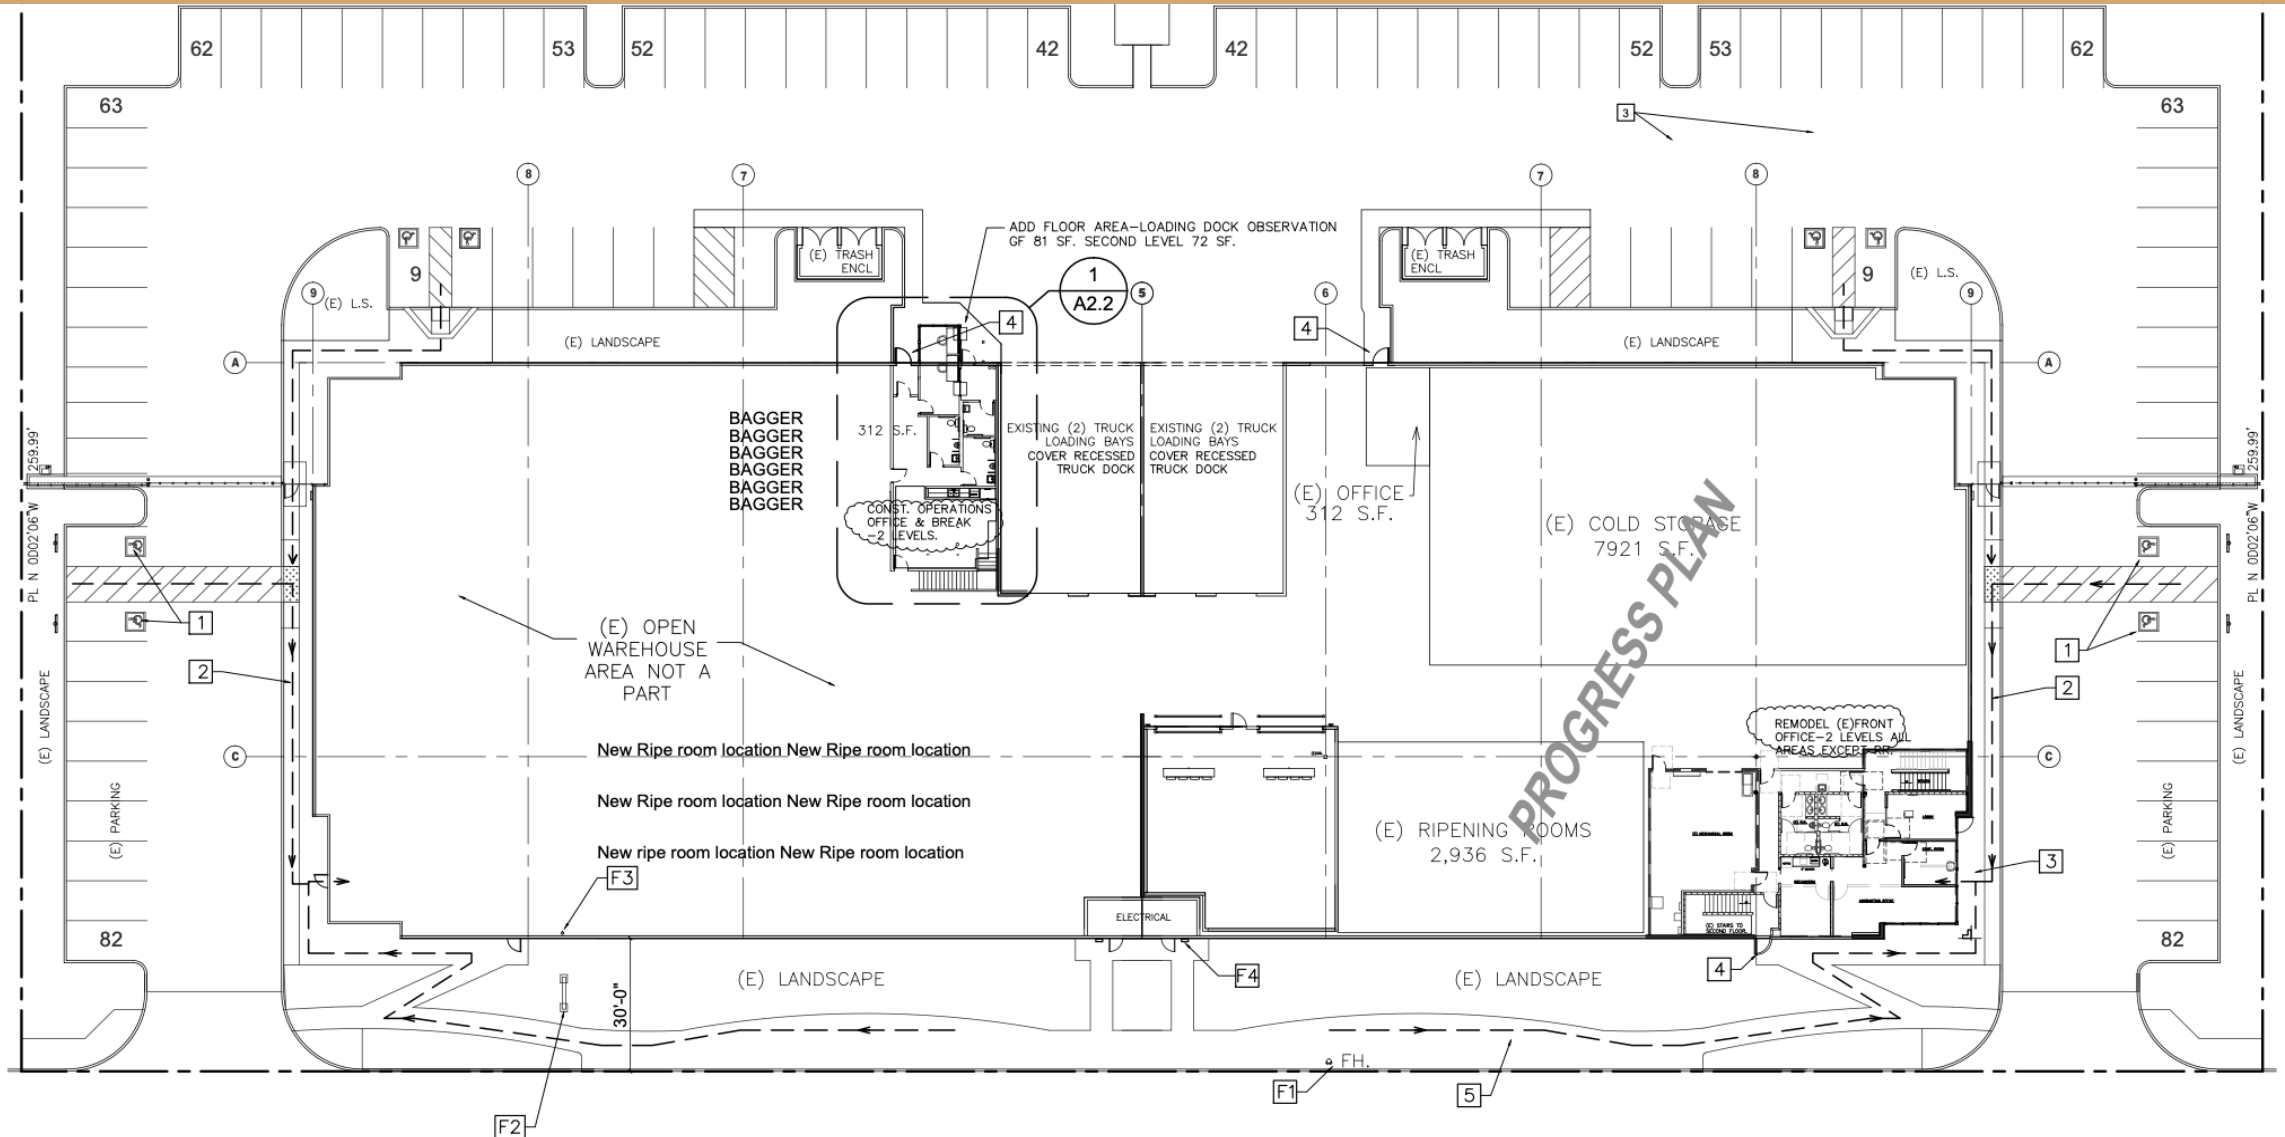 62
53
52
42
42
52
53
62
63
63
3
8
7
7
8
ADD FLOOR AREA-LOADING DOCK OBSERVATION
GF 81 SF. SECOND LEVEL 72 SF.
(E) TRASH
ENCL
(E) TRASH
ENCL
9
9
1
A2.2
(E) L.S.
(E) L.S.
9
5
6
9
4
4
(E) LANDSCAPE
(E) LANDSCAPE
A
A
BAGGER
BAGGER
BAGGER
BAGGER
BAGGER
BAGGER
312 S.F.
EXISTING (2) TRUCK
LOADING BAYS
COVER RECESSED
TRUCK DOCK
EXISTING (2) TRUCK
LOADING BAYS
COVER RECESSED
TRUCK DOCK
(E) OFFICE
312 S.F.
(E) COLD STORAGE
7921 S.F.
CONST. OPERATIONS
OFFICE & BREAK
-2 LEVELS.
PL N 0D02'06"W 259.99'
PL N 0D02'06"W 259.99'
PROGRESS PLAN
1
1
2
2
(E) OPEN
WAREHOUSE
AREA NOT A
PART
(E) LANDSCAPE
(E) LANDSCAPE
REMODEL (E)FRONT
OFFICE-2 LEVELS ALL
AREAS EXCEPT RR.
C
C
New Ripe room location New Ripe room location
New Ripe room location New Ripe room location
New ripe room location New Ripe room location
(E) PARKING
(E) PARKING
(E) RIPENING ROOMS
2,936 S.F.
F3
3
ELECTRICAL
(E) STAIRS TO
SECOND FLOOR
82
82
(E) LANDSCAPE
(E) LANDSCAPE
F4
4
30'-0"
FH.
F1
5
F2